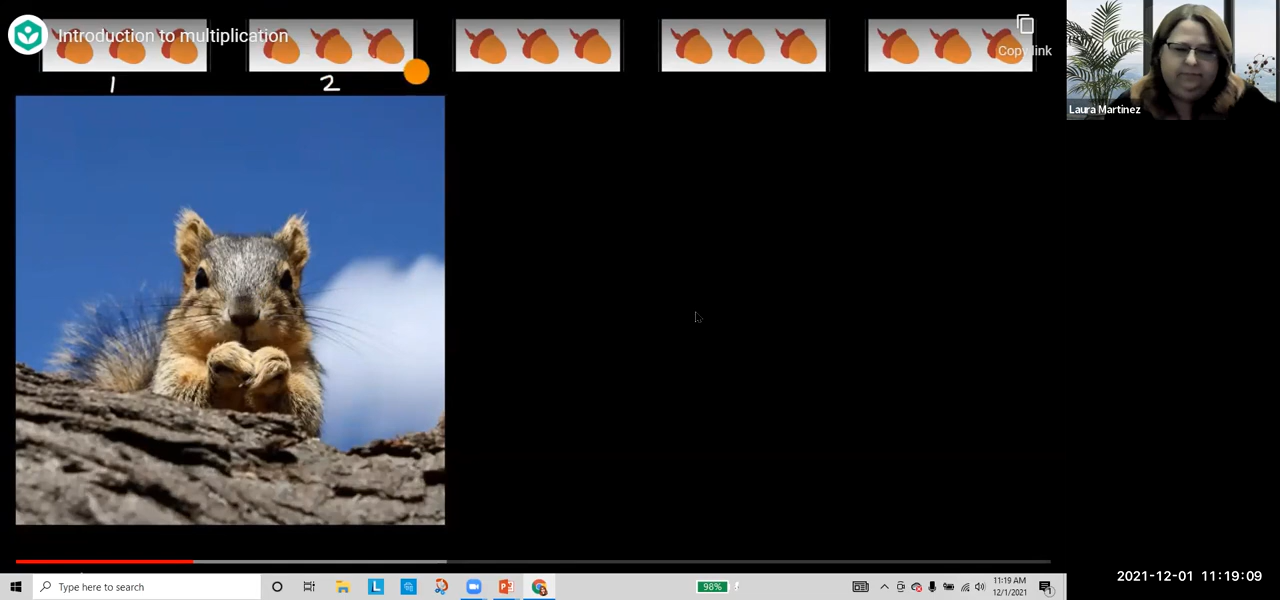 Introduction to multiplication
Copy link
1
2
Laura Martinez
Type here to search
98%
11:19 AM
12/1/2021
1
2021-12-01 11:19:09